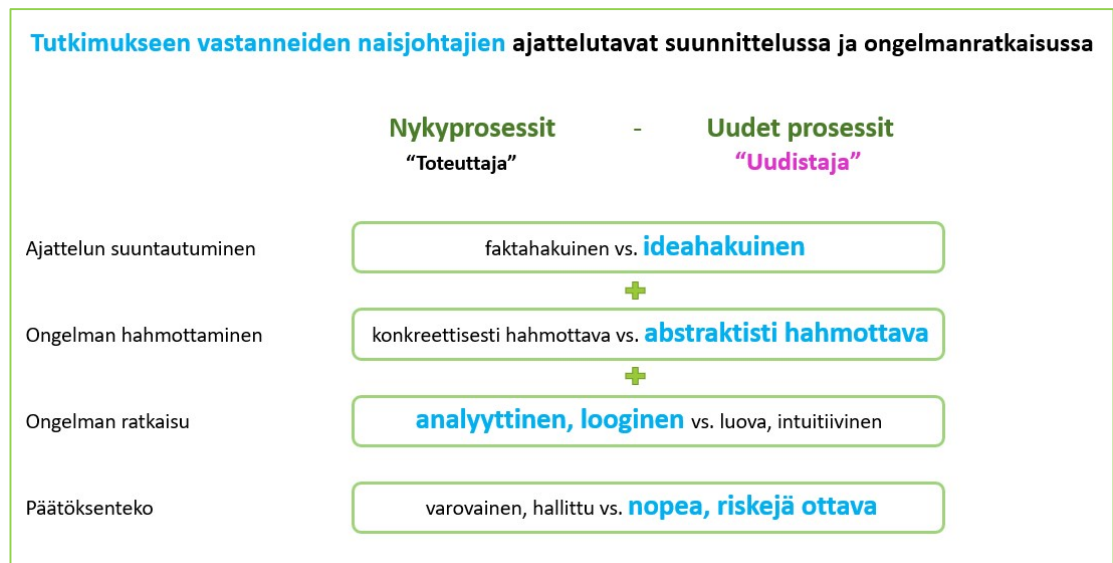 Tutkimukseen vastanneiden naisjohtajien ajattelutavat suunnittelussa ja ongelmanratkaisussa
Nykyprosessit - Uudet prosessit
“Toteuttaja” “Uudistaja”
Ajattelun suuntautuminen faktahakuinen vs. ideahakuinen
Ongelman hahmottaminen konkreettisesti hahmottava vs. abstraktisti hahmottava
Ongelman ratkaisu analyyttinen, looginen vs. luova, intuitiivinen
Päätöksenteko varovainen, hallittu vs. nopea, riskejä ottava